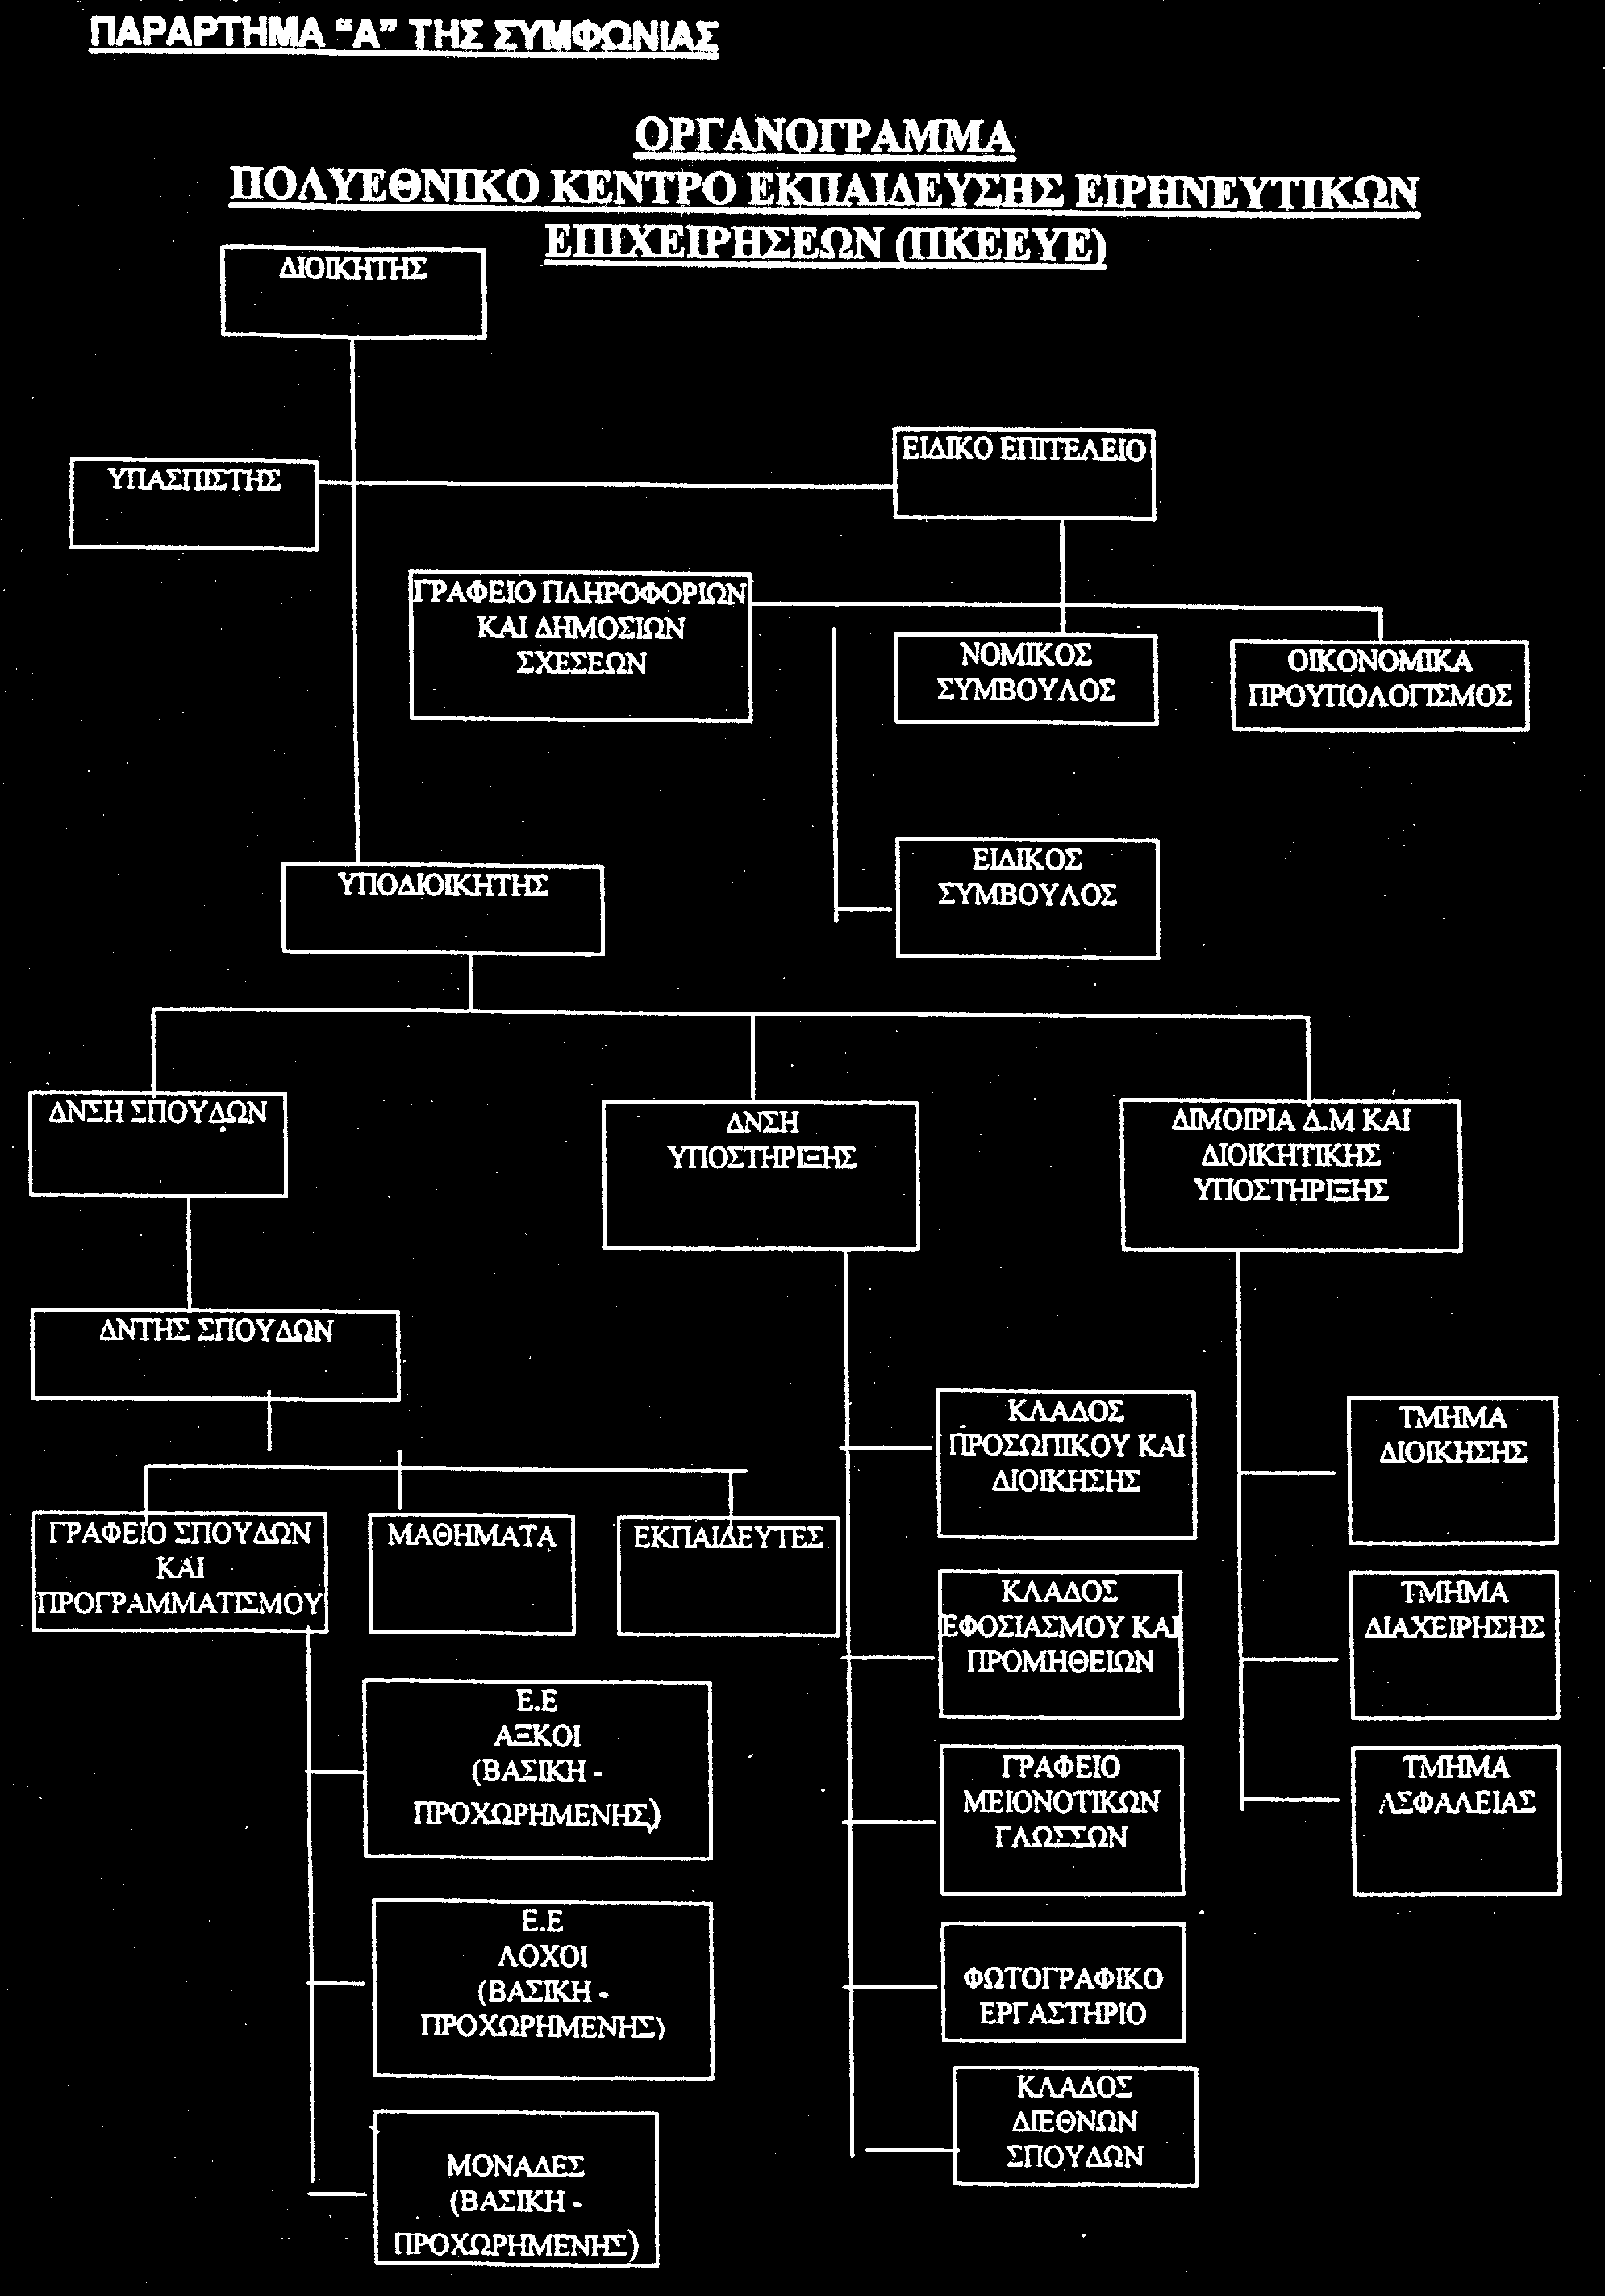 ΠΑΡΑΡΤΗΜΑ “Α” ΤΗΣ ΣΥΜΦΩΝΙΑΣ
ΟΡΓΑΝΟΓΡΑΜΜΑ
ΠΟΛΥΕΘΝΙΚΟ ΚΕΝΤΡΟ ΕΚΠΑΙΔΕΥΣΗΣ ΕΙΡΗΝΕΥΤΙΚΩΝ
ΕΠΙΧΕΙΡΗΣΕΩΝ (ΠΚΕΕΥΕ)
ΔΙΟΙΚΗΤΗΣ
ΥΠΑΣΠΙΣΤΗΣ
ΕΙΔΙΚΟ ΕΠΙΤΕΛΕΙΟ
ΓΡΑΦΕΙΟ ΠΛΗΡΟΦΟΡΙΩΝ
ΚΑΙ ΔΗΜΟΣΙΩΝ
ΣΧΕΣΕΩΝ
ΝΟΜΙΚΟΣ
ΣΥΜΒΟΥΛΟΣ
ΟΙΚΟΝΟΜΙΚΑ
ΠΡΟΥΠΟΛΟΓΙΣΜΟΣ
ΥΠΟΔΙΟΙΚΗΤΗΣ
ΕΙΔΙΚΟΣ
ΣΥΜΒΟΥΛΟΣ
ΔΝΣΗ ΣΠΟΥΔΩΝ
ΔΝΣΗ
ΥΠΟΣΤΗΡΙΞΗΣ
ΔΙΜΟΙΡΙΑ Δ.Μ ΚΑΙ
ΔΙΟΙΚΗΤΙΚΗΣ
ΥΠΟΣΤΗΡΙΞΗΣ
ΔΝΤΗΣ ΣΠΟΥΔΩΝ
ΓΡΑΦΕΙΟ ΣΠΟΥΔΩΝ
ΚΑΙ
ΠΡΟΓΡΑΜΜΑΤΙΣΜΟΥ
ΜΑΘΗΜΑΤΑ
ΕΚΠΑΙΔΕΥΤΕΣ
Ε.Ε
ΑΞΚΟΙ
(ΒΑΣΙΚΗ -
ΠΡΟΧΩΡΗΜΕΝΗΣ)
Ε.Ε
ΛΟΧΟΙ
(ΒΑΣΙΚΗ -
ΠΡΟΧΩΡΗΜΕΝΗΣ)
ΜΟΝΑΔΕΣ
(ΒΑΣΙΚΗ -
ΠΡΟΧΩΡΗΜΕΝΗΣ)
ΚΛΑΔΟΣ
ΠΡΟΣΩΠΙΚΟΥ ΚΑΙ
ΔΙΟΙΚΗΣΗΣ
ΚΛΑΔΟΣ
ΕΦΟΣΙΑΣΜΟΥ ΚΑΙ
ΠΡΟΜΗΘΕΙΩΝ
ΓΡΑΦΕΙΟ
ΜΕΙΟΝΟΤΙΚΩΝ
ΓΛΩΣΣΩΝ
ΦΩΤΟΓΡΑΦΙΚΟ
ΕΡΓΑΣΤΗΡΙΟ
ΚΛΑΔΟΣ
ΔΙΕΘΝΩΝ
ΣΠΟΥΔΩΝ
ΤΜΗΜΑ
ΔΙΟΙΚΗΣΗΣ
ΤΜΗΜΑ
ΔΙΑΧΕΙΡΗΣΗΣ
ΤΜΗΜΑ
ΑΣΦΑΛΕΙΑΣ